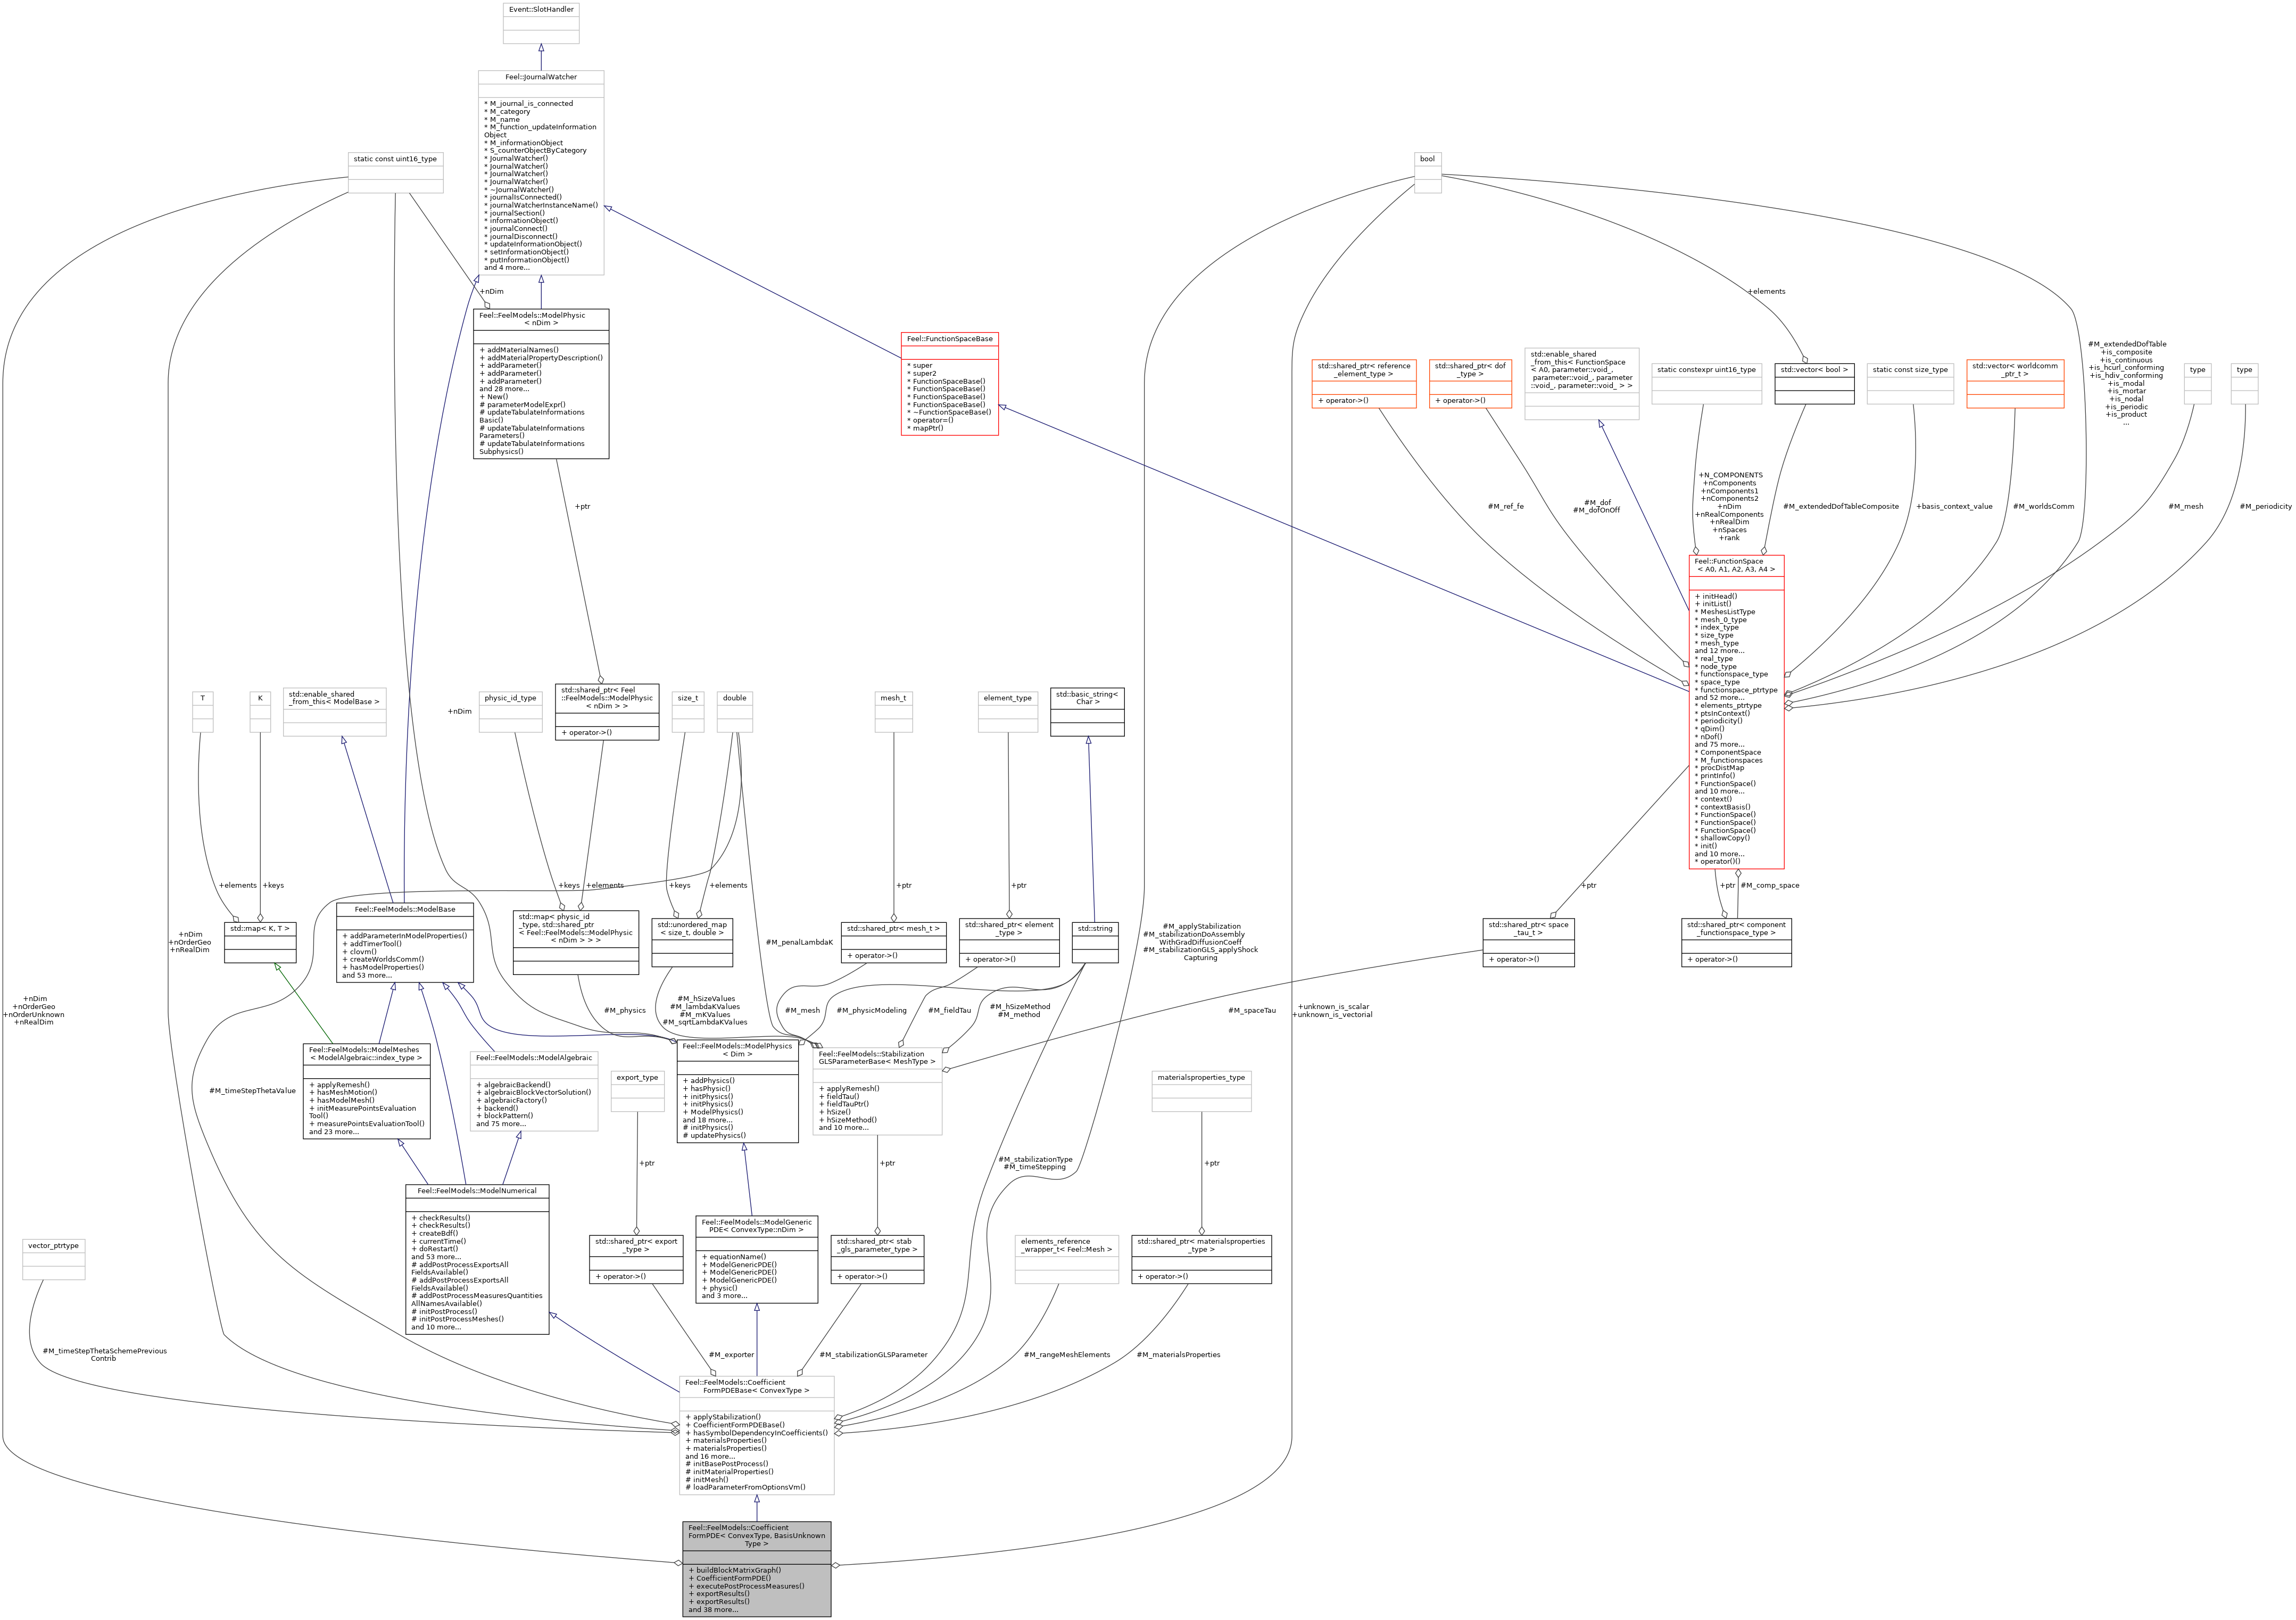 Event::SlotHandler
Feel::JournalWatcher
* M_journal_is_connected
* M_category
* M_name
* M_function_updateInformation
Object
* M_informationObject
* S_counterObjectByCategory
* JournalWatcher()
* JournalWatcher()
* JournalWatcher()
* JournalWatcher()
* ~JournalWatcher()
* journalIsConnected()
* journalWatcherInstanceName()
* journalSection()
* informationObject()
* journalConnect()
* journalDisconnect()
* updateInformationObject()
* setInformationObject()
* putInformationObject()
and 4 more...
static const uint16_type
bool
+nDim
+elements
Feel::FeelModels::ModelPhysic
< nDim >
+ addMaterialNames()
+ addMaterialPropertyDescription()
+ addParameter()
+ addParameter()
+ addParameter()
and 28 more...
+ New()
# parameterModelExpr()
# updateTabulateInformations
Basic()
# updateTabulateInformations
Parameters()
# updateTabulateInformations
Subphysics()
Feel::FunctionSpaceBase
* super
* super2
* FunctionSpaceBase()
* FunctionSpaceBase()
* FunctionSpaceBase()
* FunctionSpaceBase()
* ~FunctionSpaceBase()
* operator=()
* mapPtr()
std::shared_ptr< reference
_element_type >
+ operator->()
std::shared_ptr< dof
_type >
+ operator->()
std::enable_shared
_from_this< FunctionSpace
< A0, parameter::void_,
parameter::void_, parameter
::void_, parameter::void_ > >
static constexpr uint16_type
std::vector< bool >
static const size_type
std::vector< worldcomm
_ptr_t >
#M_extendedDofTable
+is_composite
+is_continuous
+is_hcurl_conforming
+is_hdiv_conforming
+is_modal
+is_mortar
+is_nodal
+is_periodic
+is_product
...
type
type
+ptr
#M_ref_fe
#M_dof
#M_dofOnOff
+N_COMPONENTS
+nComponents
+nComponents1
+nComponents2
+nDim
+nRealComponents
+nRealDim
+nSpaces
+rank
#M_extendedDofTableComposite
+basis_context_value
#M_worldsComm
#M_mesh
#M_periodicity
Feel::FunctionSpace
< A0, A1, A2, A3, A4 >
+ initHead()
+ initList()
* MeshesListType
* mesh_0_type
* index_type
* size_type
* mesh_type
and 12 more...
* real_type
* node_type
* functionspace_type
* space_type
* functionspace_ptrtype
and 52 more...
* elements_ptrtype
* ptsInContext()
* periodicity()
* qDim()
* nDof()
and 75 more...
* ComponentSpace
* M_functionspaces
* procDistMap
* printInfo()
* FunctionSpace()
and 10 more...
* context()
* contextBasis()
* FunctionSpace()
* FunctionSpace()
* FunctionSpace()
* shallowCopy()
* init()
and 10 more...
* operator()()
T
K
std::enable_shared
_from_this< ModelBase >
+nDim
physic_id_type
std::shared_ptr< Feel
::FeelModels::ModelPhysic
< nDim > >
+ operator->()
size_t
double
mesh_t
element_type
std::basic_string<
Char >
+elements
+keys
+keys
+elements
+keys
+elements
+ptr
+ptr
+ptr
+ptr
#M_comp_space
std::map< K, T >
Feel::FeelModels::ModelBase
+ addParameterInModelProperties()
+ addTimerTool()
+ clovm()
+ createWorldsComm()
+ hasModelProperties()
and 53 more...
std::map< physic_id
_type, std::shared_ptr
< Feel::FeelModels::ModelPhysic
< nDim > > >
std::unordered_map
< size_t, double >
#M_penalLambdaK
std::shared_ptr< mesh_t >
+ operator->()
std::shared_ptr< element
_type >
+ operator->()
std::string
#M_applyStabilization
#M_stabilizationDoAssembly
WithGradDiffusionCoeff
#M_stabilizationGLS_applyShock
Capturing
std::shared_ptr< space
_tau_t >
+ operator->()
std::shared_ptr< component
_functionspace_type >
+ operator->()
+nDim
+nOrderGeo
+nRealDim
+nDim
+nOrderGeo
+nOrderUnknown
+nRealDim
#M_physics
#M_hSizeValues
#M_lambdaKValues
#M_mKValues
#M_sqrtLambdaKValues
#M_mesh
#M_physicModeling
#M_fieldTau
#M_hSizeMethod
#M_method
#M_spaceTau
+unknown_is_scalar
+unknown_is_vectorial
#M_timeStepThetaValue
Feel::FeelModels::ModelMeshes
< ModelAlgebraic::index_type >
+ applyRemesh()
+ hasMeshMotion()
+ hasModelMesh()
+ initMeasurePointsEvaluation
Tool()
+ measurePointsEvaluationTool()
and 23 more...
Feel::FeelModels::ModelAlgebraic
+ algebraicBackend()
+ algebraicBlockVectorSolution()
+ algebraicFactory()
+ backend()
+ blockPattern()
and 75 more...
export_type
Feel::FeelModels::ModelPhysics
< Dim >
+ addPhysics()
+ hasPhysic()
+ initPhysics()
+ initPhysics()
+ ModelPhysics()
and 18 more...
# initPhysics()
# updatePhysics()
Feel::FeelModels::Stabilization
GLSParameterBase< MeshType >
+ applyRemesh()
+ fieldTau()
+ fieldTauPtr()
+ hSize()
+ hSizeMethod()
and 10 more...
materialsproperties_type
+ptr
+ptr
#M_stabilizationType
#M_timeStepping
+ptr
vector_ptrtype
Feel::FeelModels::ModelNumerical
+ checkResults()
+ checkResults()
+ createBdf()
+ currentTime()
+ doRestart()
and 53 more...
# addPostProcessExportsAll
FieldsAvailable()
# addPostProcessExportsAll
FieldsAvailable()
# addPostProcessMeasuresQuantities
AllNamesAvailable()
# initPostProcess()
# initPostProcessMeshes()
and 10 more...
std::shared_ptr< export
_type >
+ operator->()
Feel::FeelModels::ModelGeneric
PDE< ConvexType::nDim >
+ equationName()
+ ModelGenericPDE()
+ ModelGenericPDE()
+ ModelGenericPDE()
+ physic()
and 3 more...
std::shared_ptr< stab
_gls_parameter_type >
+ operator->()
elements_reference
_wrapper_t< Feel::Mesh >
std::shared_ptr< materialsproperties
_type >
+ operator->()
#M_timeStepThetaSchemePrevious
Contrib
#M_exporter
#M_stabilizationGLSParameter
#M_rangeMeshElements
#M_materialsProperties
Feel::FeelModels::Coefficient
FormPDEBase< ConvexType >
+ applyStabilization()
+ CoefficientFormPDEBase()
+ hasSymbolDependencyInCoefficients()
+ materialsProperties()
+ materialsProperties()
and 16 more...
# initBasePostProcess()
# initMaterialProperties()
# initMesh()
# loadParameterFromOptionsVm()
Feel::FeelModels::Coefficient
FormPDE< ConvexType, BasisUnknown
Type >
+ buildBlockMatrixGraph()
+ CoefficientFormPDE()
+ executePostProcessMeasures()
+ exportResults()
+ exportResults()
and 38 more...